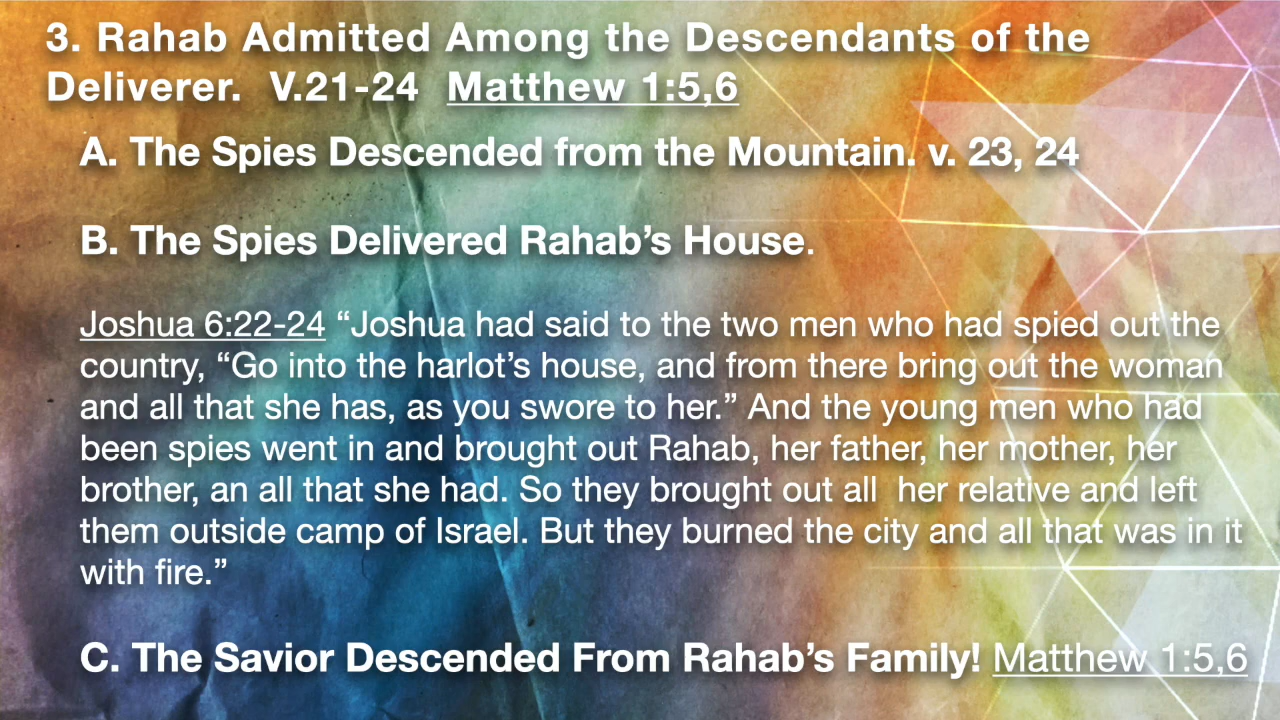 3. Rahab Admitted Among the Descendants of the
Deliverer.  V.21-24  Matthew 1:5,6
A. The Spies Descended from the Mountain. v. 23, 24
B. The Spies Delivered Rahab’s House.
Joshua 6:22-24 “Joshua had said to the two men who had spied out the
country, “Go into the harlot’s house, and from there bring out the woman
and all that she has, as you swore to her.” And the young men who had
been spies went in and brought out Rahab, her father, her mother, her
brother, an all that she had. So they brought out all  her relative and left
them outside camp of Israel. But they burned the city and all that was in it
with fire.”
C. The Savior Descended From Rahab’s Family! Matthew 1:5,6